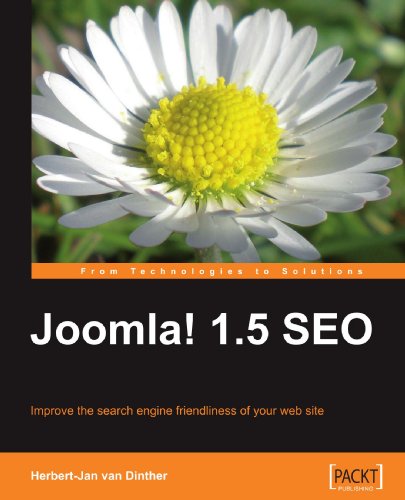 From Technologies to Solutions
Joomla! 1.5 SEO
Improve the search engine friendliness of your web site
Herbert-Jan van Dinther
[PACKT]
PUBLISHING